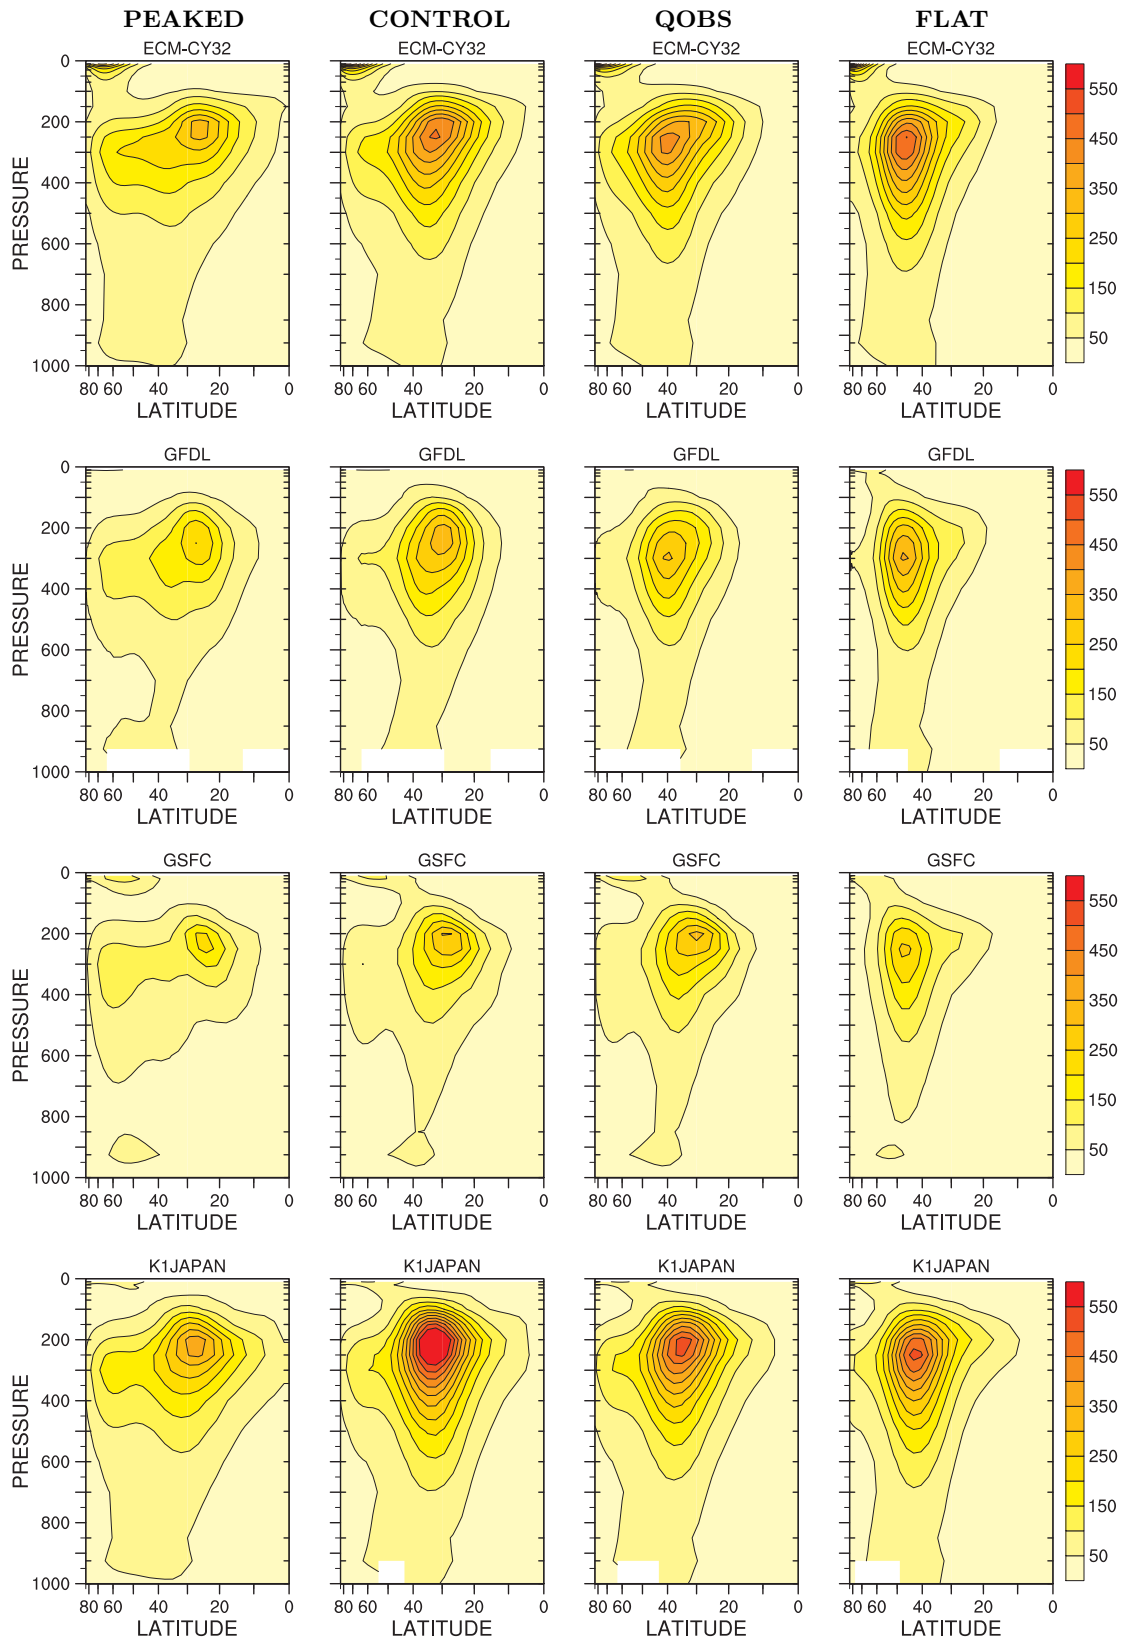 PEAKED CONTROL QOBS FLAT
ECM-CY32 ECM-CY32 ECM-CY32 ECM-CY32
0
200
400
600
800
1000
PRESSURE
80 60 40 20 0
80 60 40 20 0
80 60 40 20 0
80 60 40 20 0
LATITUDE LATITUDE LATITUDE LATITUDE
550
450
350
250
150
50
GFDL GFDL GFDL GFDL
0
200
400
600
800
1000
PRESSURE
80 60 40 20 0
80 60 40 20 0
80 60 40 20 0
80 60 40 20 0
LATITUDE LATITUDE LATITUDE LATITUDE
550
450
350
250
150
50
GSFC GSFC GSFC GSFC
0
200
400
600
800
1000
PRESSURE
80 60 40 20 0
80 60 40 20 0
80 60 40 20 0
80 60 40 20 0
LATITUDE LATITUDE LATITUDE LATITUDE
550
450
350
250
150
50
K1JAPAN K1JAPAN K1JAPAN K1JAPAN
0
200
400
600
800
1000
PRESSURE
80 60 40 20 0
80 60 40 20 0
80 60 40 20 0
80 60 40 20 0
LATITUDE LATITUDE LATITUDE LATITUDE
550
450
350
250
150
50